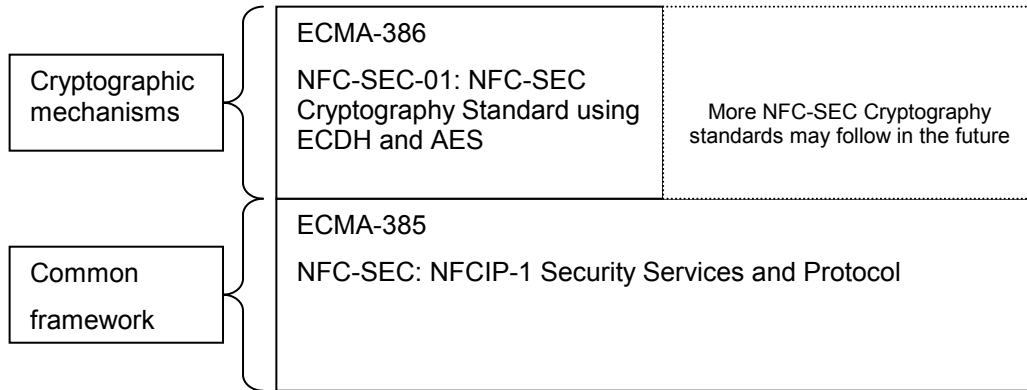 Cryptographic
mechanisms
ECMA-386
NFC-SEC-01: NFC-SEC
Cryptography Standard using
ECDH and AES
More NFC-SEC Cryptography
standards may follow in the future
Common
framework
ECMA-385
NFC-SEC: NFCIP-1 Security Services and Protocol